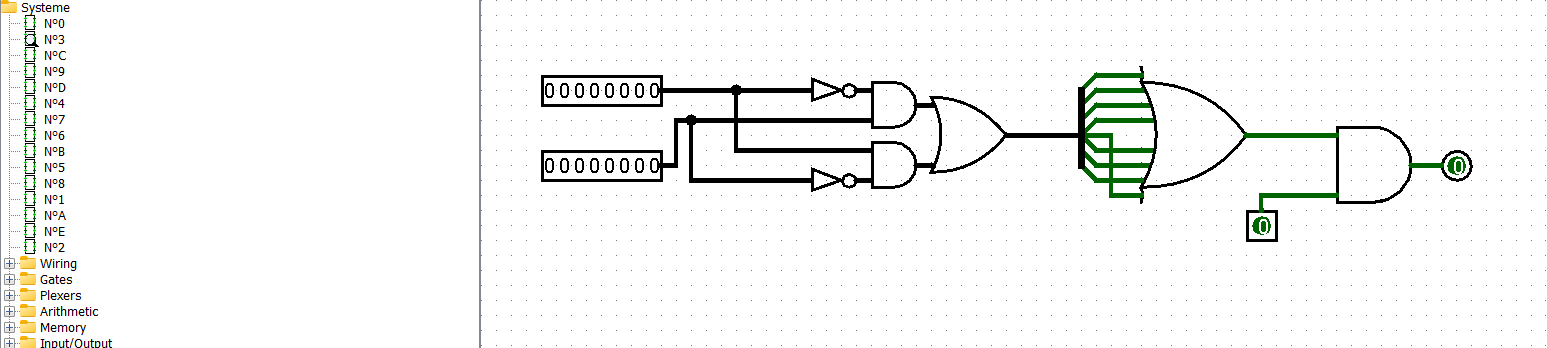 Systeme
N°0
N°3
N°C
N°9
N°D
N°4
N°7
N°6
N°B
N°5
N°8
N°1
N°A
N°E
N°2
Wiring
Gates
Plexers
Arithmetic
Memory
Input/Output
00000000
00000000
0
0